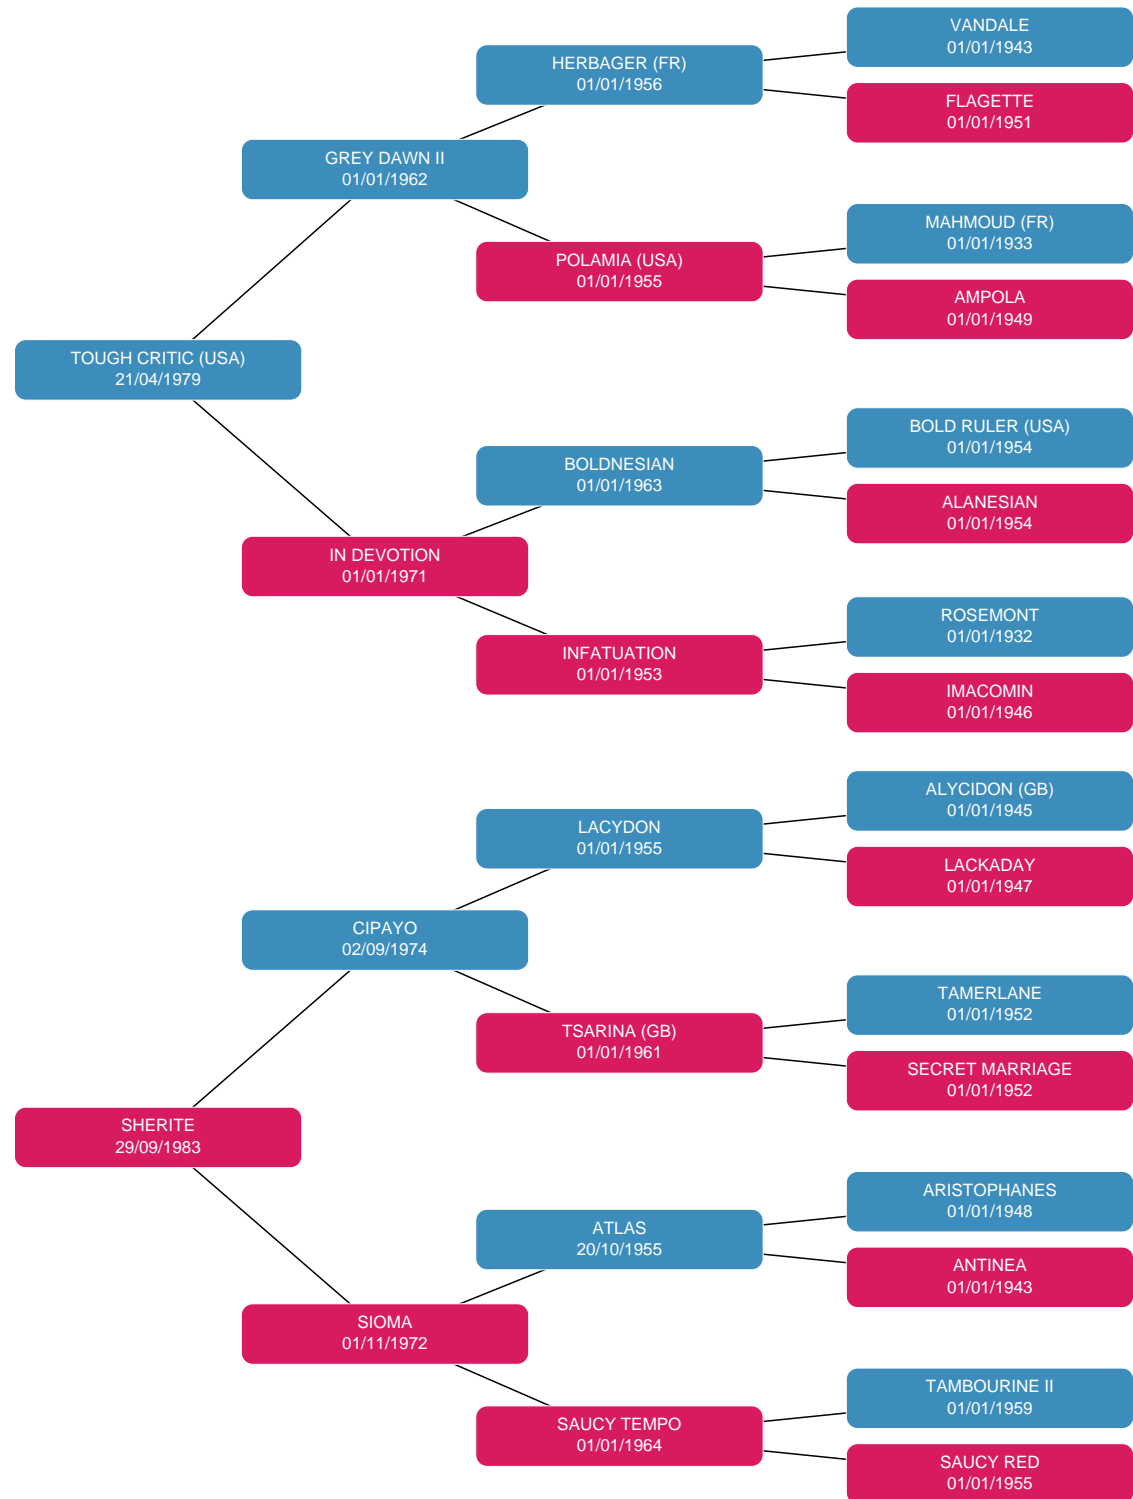 VANDALE
01/01/1943
HERBAGER (FR)
01/01/1956
FLAGETTE
01/01/1951
GREY DAWN II
01/01/1962
MAHMOUD (FR)
01/01/1933
POLAMIA (USA)
01/01/1955
AMPOLA
01/01/1949
TOUGH CRITIC (USA)
21/04/1979
BOLD RULER (USA)
01/01/1954
BOLDNESIAN
01/01/1963
ALANESIAN
01/01/1954
IN DEVOTION
01/01/1971
ROSEMONT
01/01/1932
INFATUATION
01/01/1953
IMACOMIN
01/01/1946
ALYCIDON (GB)
01/01/1945
LACYDON
01/01/1955
LACKADAY
01/01/1947
CIPAYO
02/09/1974
TAMERLANE
01/01/1952
TSARINA (GB)
01/01/1961
SECRET MARRIAGE
01/01/1952
SHERITE
29/09/1983
ARISTOPHANES
01/01/1948
ATLAS
20/10/1955
ANTINEA
01/01/1943
SIOMA
01/11/1972
TAMBOURINE II
01/01/1959
SAUCY TEMPO
01/01/1964
SAUCY RED
01/01/1955